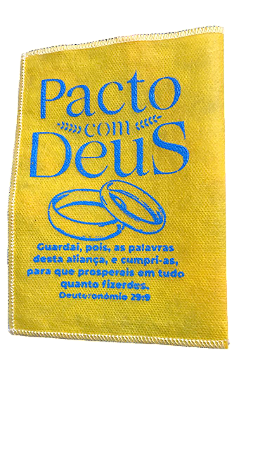 Pacto
com
Deus
Guardai, pois, as palavras
desta aliança, e cumpri-as,
para que prospereis em tudo
quanto fizerdes.
Deuteronômio 29:9